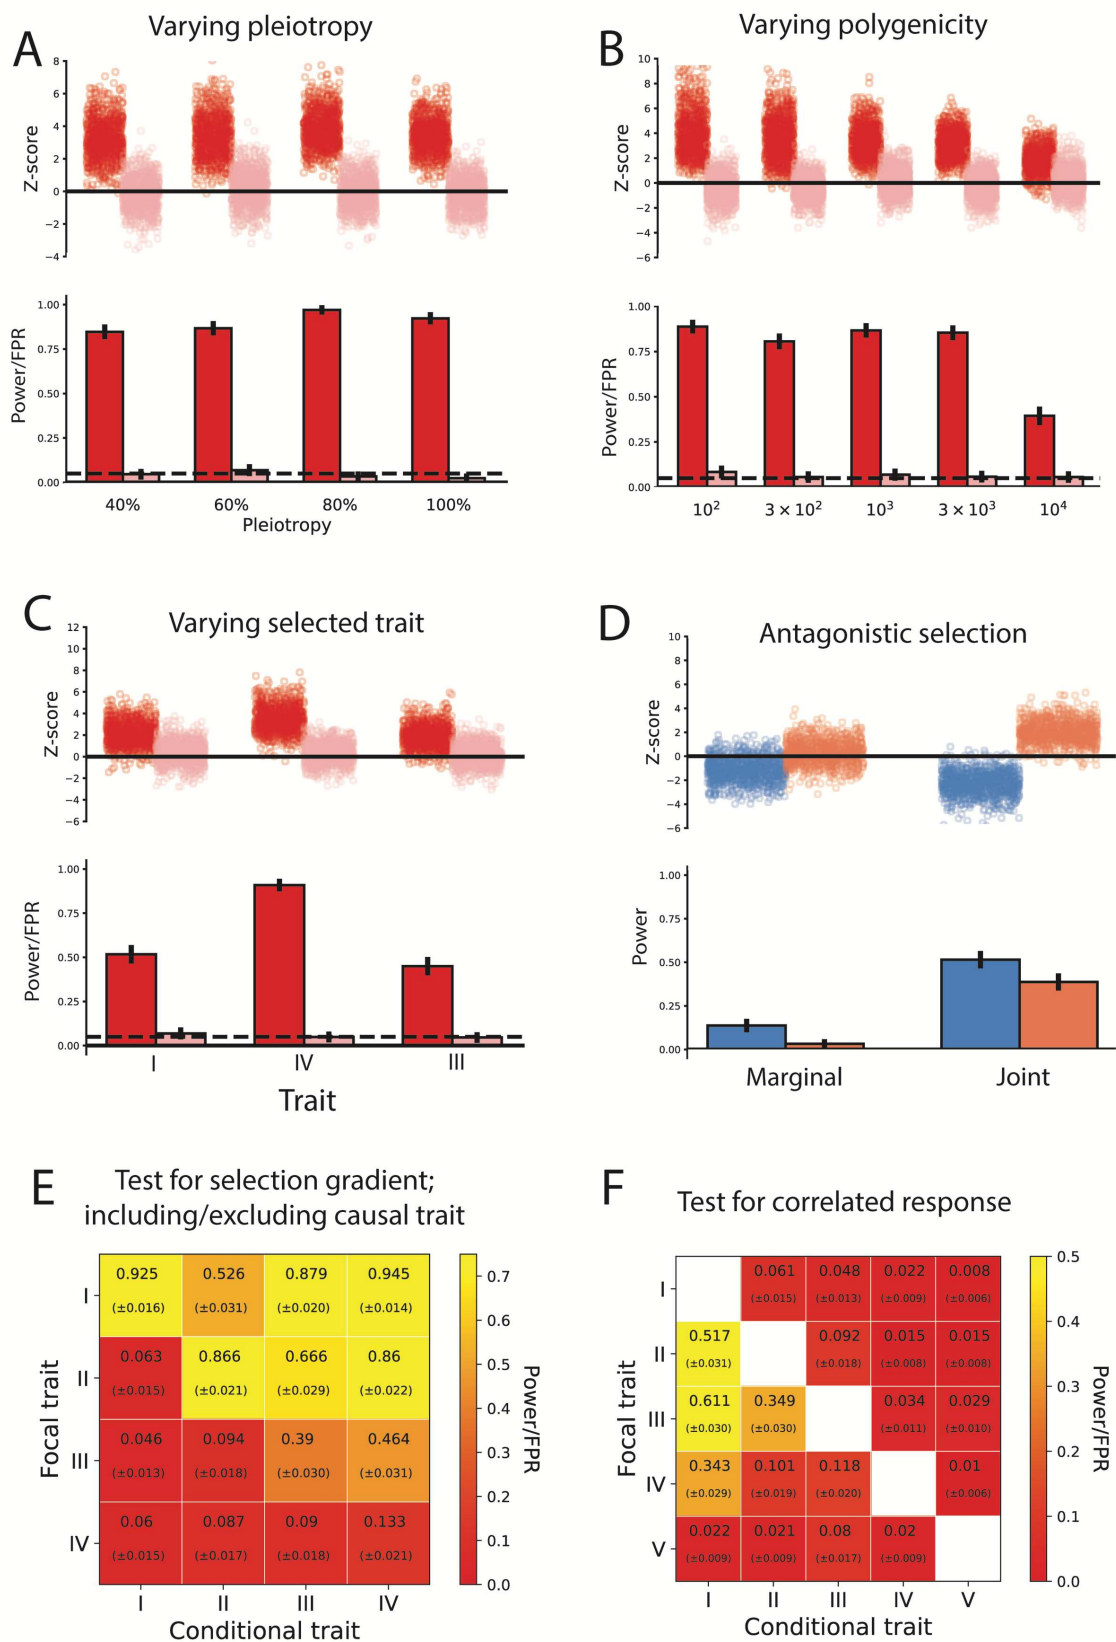 A
Varying pleiotropy
8
6
4
2
0
−2
−4
Z-score
1.00
0.75
0.50
0.25
0.00
Power/FPR
40%
60%
80%
100%
Pleiotropy
B
Varying polygenicity
10
8
6
4
2
0
−2
−4
−6
Z-score
1.00
0.75
0.50
0.25
0.00
Power/FPR
10²
3 × 10²
10³
3 × 10³
10⁴
C
Varying selected trait
12
10
8
6
4
2
0
−2
−4
−6
Z-score
1.00
0.75
0.50
0.25
0.00
Power/FPR
I
IV
III
Trait
D
Antagonistic selection
10
8
6
4
2
0
−2
−4
−6
Z-score
1.00
0.75
0.50
0.25
0.00
Power
Marginal
Joint
E
Test for selection gradient;
including/excluding causal trait
Focal trait
I
0.925 0.526 0.879 0.945
(±0.016) (±0.031) (±0.020) (±0.014)
II
0.063 0.866 0.666 0.86
(±0.015) (±0.021) (±0.029) (±0.022)
III
0.046 0.094 0.39 0.464
(±0.013) (±0.018) (±0.030) (±0.031)
IV
0.06 0.087 0.09 0.133
(±0.015) (±0.017) (±0.018) (±0.021)
I II III IV
Conditional trait
0.7
0.6
0.5
0.4
0.3
0.2
0.1
0.0
Power/FPR
F
Test for correlated response
Focal trait
I
0.061 0.048 0.022 0.008
(±0.015) (±0.013) (±0.009) (±0.006)
II
0.517 0.092 0.015 0.015
(±0.031) (±0.018) (±0.008) (±0.008)
III
0.611 0.349 0.034 0.029
(±0.030) (±0.030) (±0.011) (±0.010)
IV
0.343 0.101 0.118 0.01
(±0.029) (±0.019) (±0.020) (±0.006)
V
0.022 0.021 0.08 0.02
(±0.009) (±0.009) (±0.017) (±0.009)
I II III IV V
Conditional trait
0.5
0.4
0.3
0.2
0.1
0.0
Power/FPR